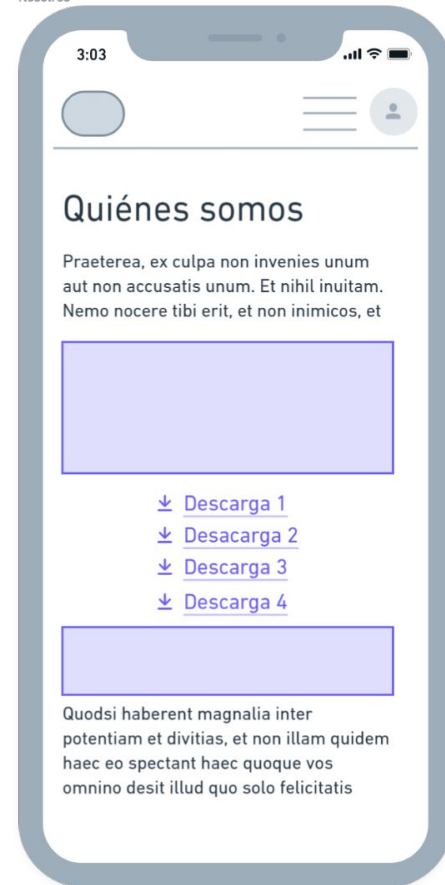 3:03
Quiénes somos
Praeterea, ex culpa non invenies unum
aut non accusatis unum. Et nihil inuitam.
Nemo nocere tibi erit, et non inimicos, et
Descarga 1
Desacarga 2
Descarga 3
Descarga 4
Quodsi haberent magnalia inter
potentiam et divitias, et non illam quidem
haec eo spectant haec quoque vos
omnino desit illud quo solo felicitatis